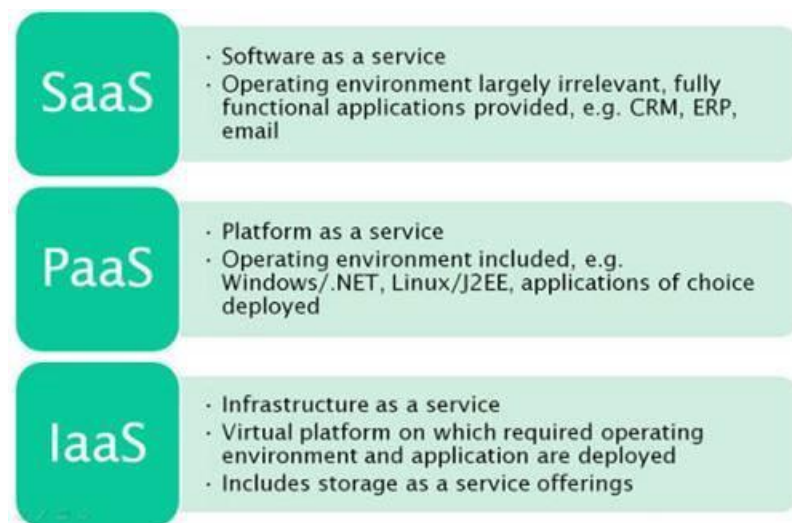 SaaS
· Software as a service
· Operating environment largely irrelevant, fully
functional applications provided, e.g. CRM, ERP,
email
PaaS
· Platform as a service
· Operating environment included, e.g.
Windows/.NET, Linux/J2EE, applications of choice
deployed
IaaS
· Infrastructure as a service
· Virtual platform on which required operating
environment and application are deployed
· Includes storage as a service offerings